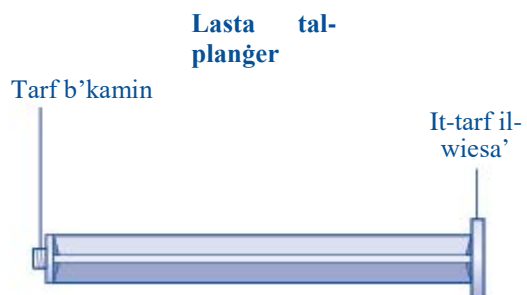 Lasta tal-
planġer
Tarf b’kamin
It-tarf il-
wiesa’